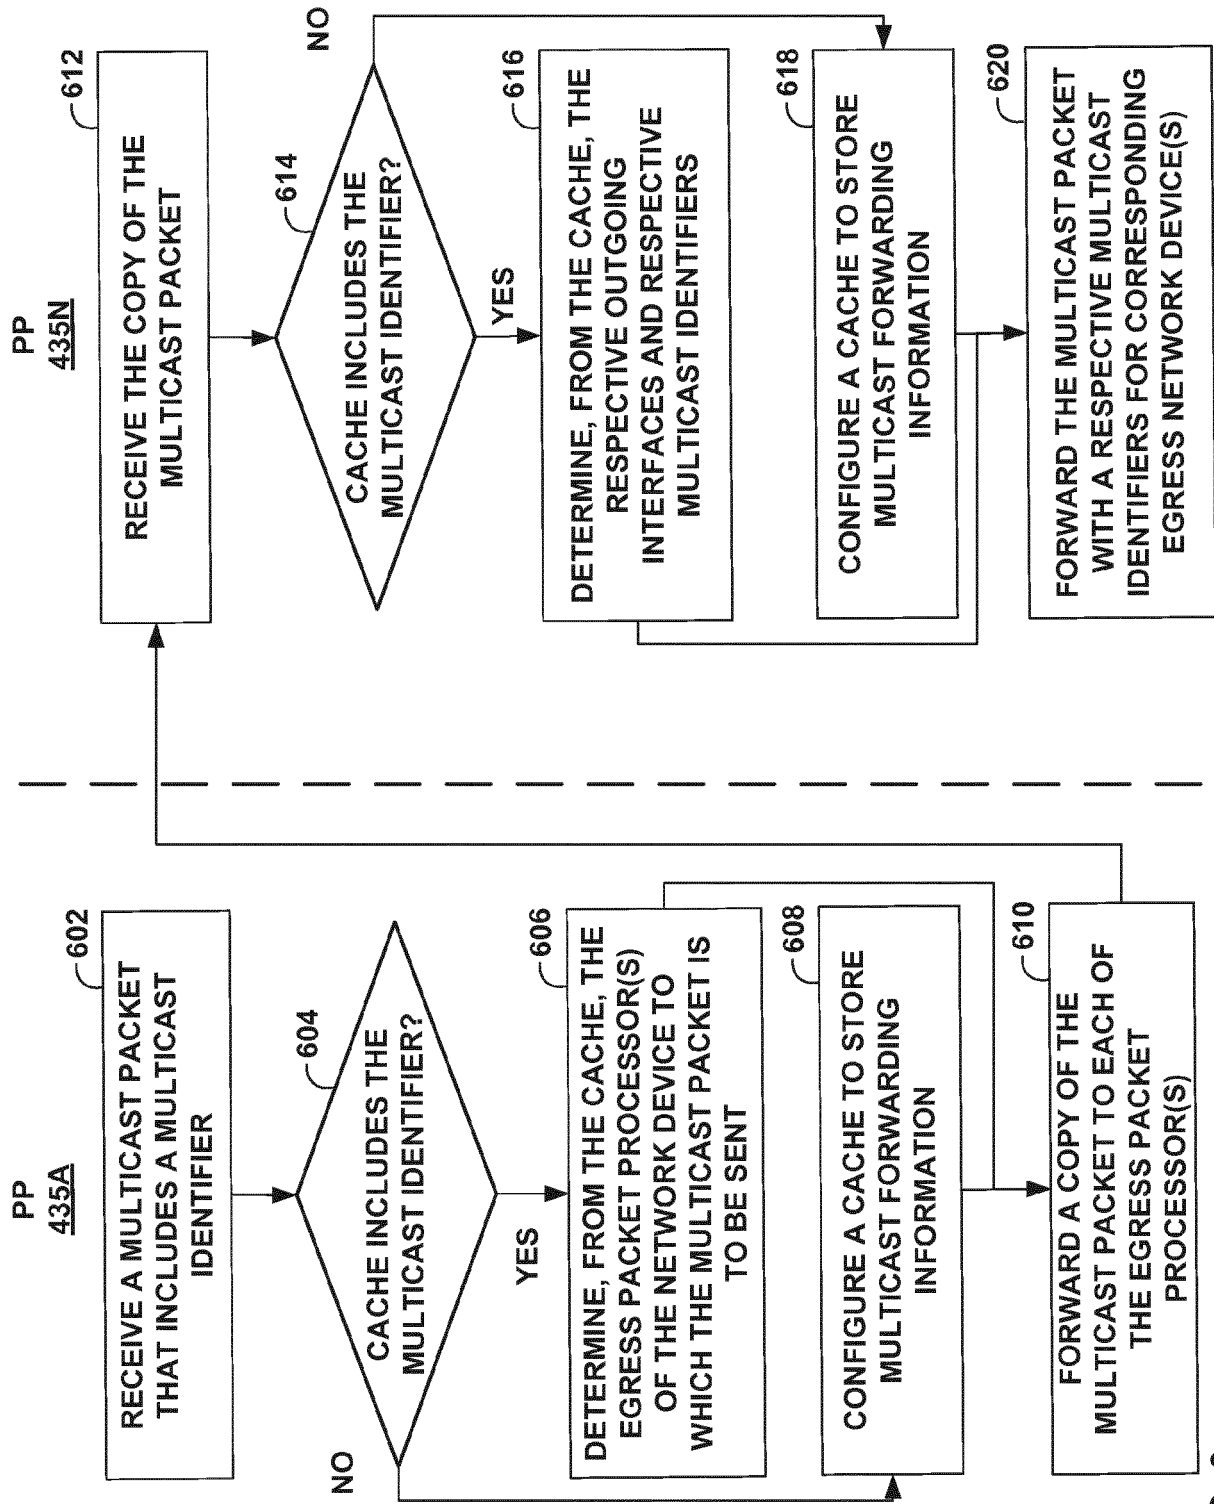 PP
435A
602
RECEIVE A MULTICAST PACKET
THAT INCLUDES A MULTICAST
IDENTIFIER
604
CACHE INCLUDES THE
MULTICAST IDENTIFIER?
NO
YES
606
DETERMINE, FROM THE CACHE, THE
EGRESS PACKET PROCESSOR(S)
OF THE NETWORK DEVICE TO
WHICH THE MULTICAST PACKET IS
TO BE SENT
608
CONFIGURE A CACHE TO STORE
MULTICAST FORWARDING
INFORMATION
610
FORWARD A COPY OF THE
MULTICAST PACKET TO EACH OF
THE EGRESS PACKET
PROCESSOR(S)
PP
435N
612
RECEIVE THE COPY OF THE
MULTICAST PACKET
614
CACHE INCLUDES THE
MULTICAST IDENTIFIER?
NO
YES
616
DETERMINE, FROM THE CACHE, THE
RESPECTIVE OUTGOING
INTERFACES AND RESPECTIVE
MULTICAST IDENTIFIERS
618
CONFIGURE A CACHE TO STORE
MULTICAST FORWARDING
INFORMATION
620
FORWARD THE MULTICAST PACKET
WITH A RESPECTIVE MULTICAST
IDENTIFIERS FOR CORRESPONDING
EGRESS NETWORK DEVICE(S)